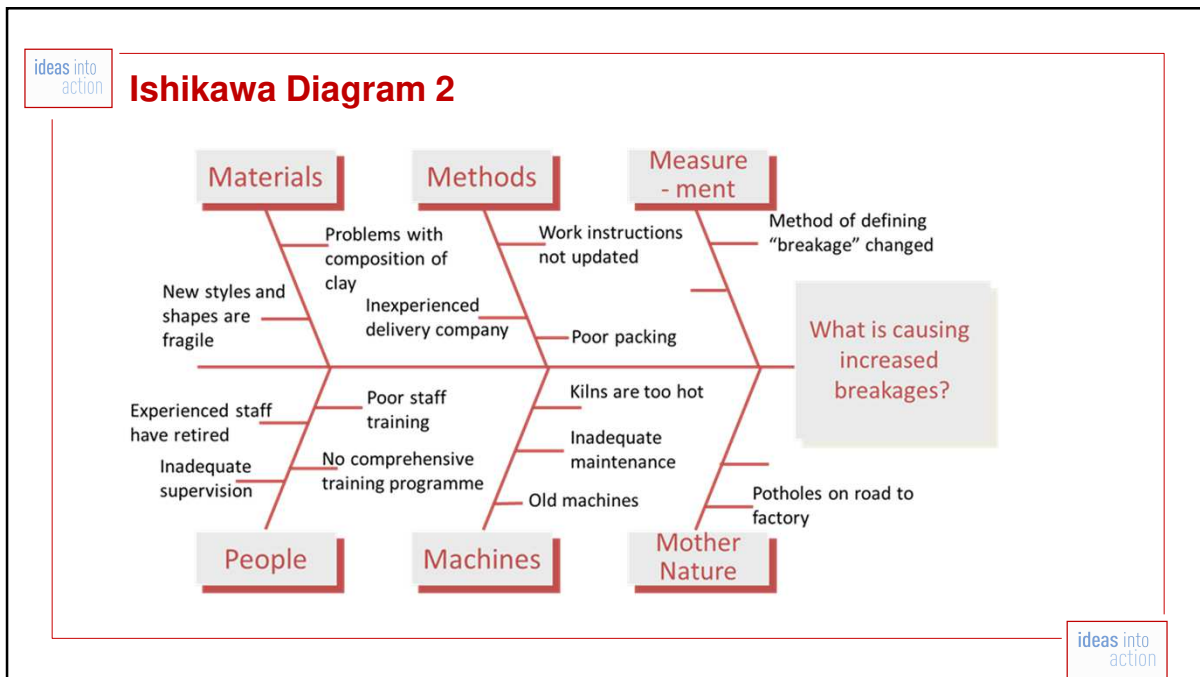 ideas into
action
Ishikawa Diagram 2
Materials
Methods
Measure
- ment
Problems with
composition of
clay
New styles and
shapes are
fragile
Work instructions
not updated
Inexperienced
delivery company
Poor packing
Method of defining
“breakage” changed
What is causing
increased
breakages?
Experienced staff
have retired
Poor staff
training
Inadequate
supervision
No comprehensive
training programme
Kilns are too hot
Inadequate
maintenance
Old machines
Potholes on road to
factory
People
Machines
Mother
Nature
ideas into
action